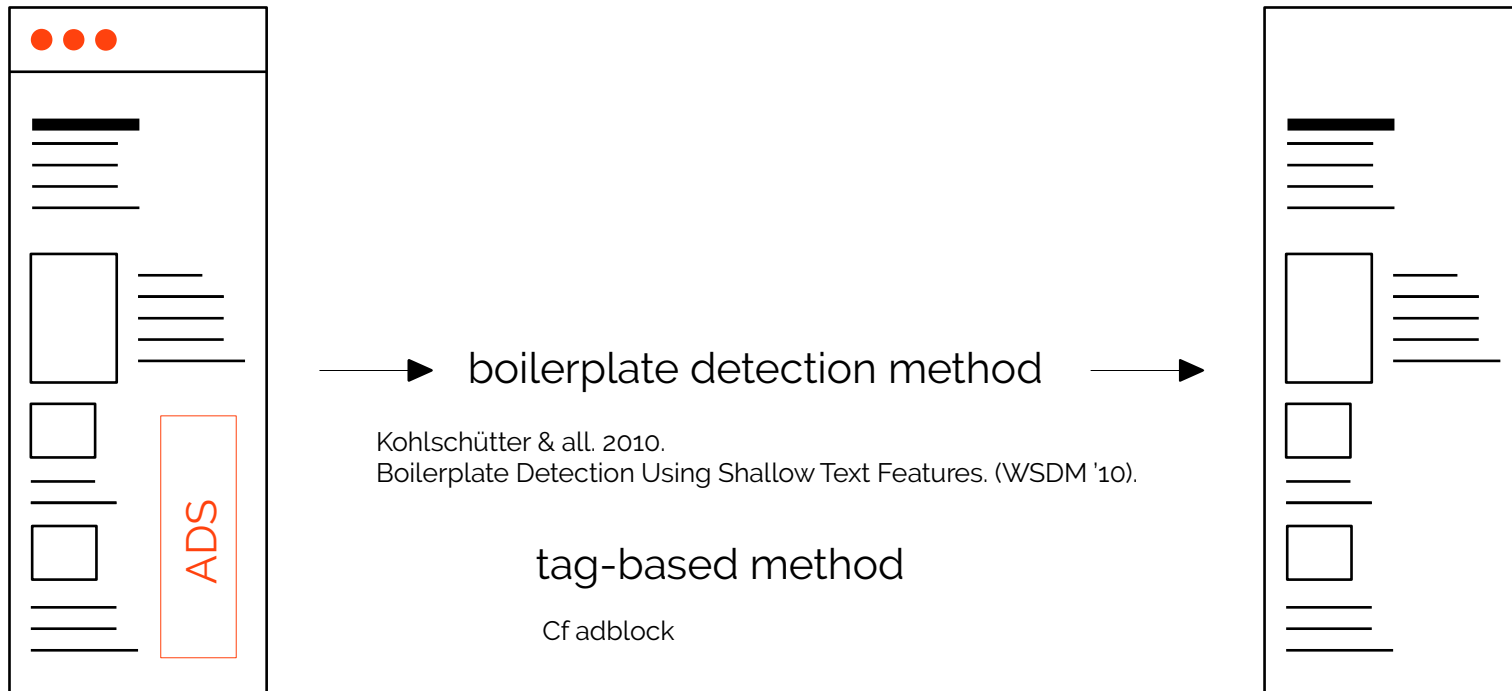 boilerplate detection method
Kohlschütter & all. 2010.
Boilerplate Detection Using Shallow Text Features. (WSDM ’10).
ADS
tag-based method
Cf adblock